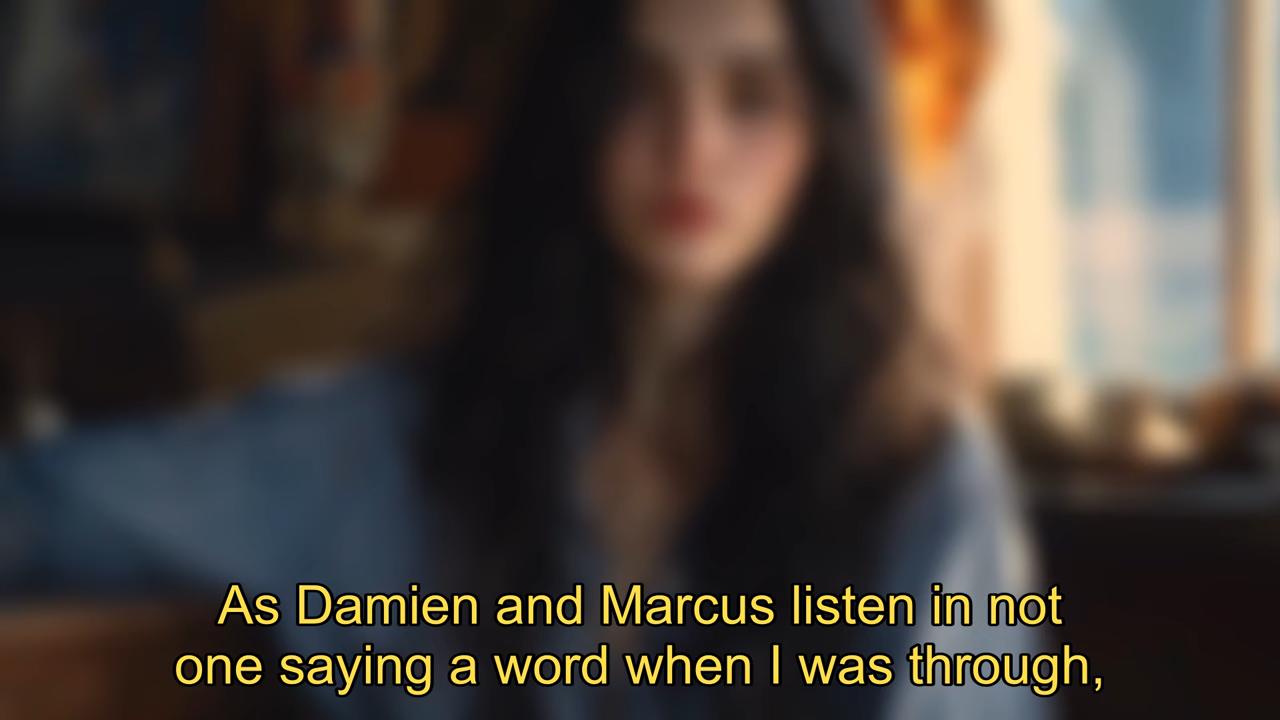 As Damien and Marcus listen in not
one saying a word when I was through,